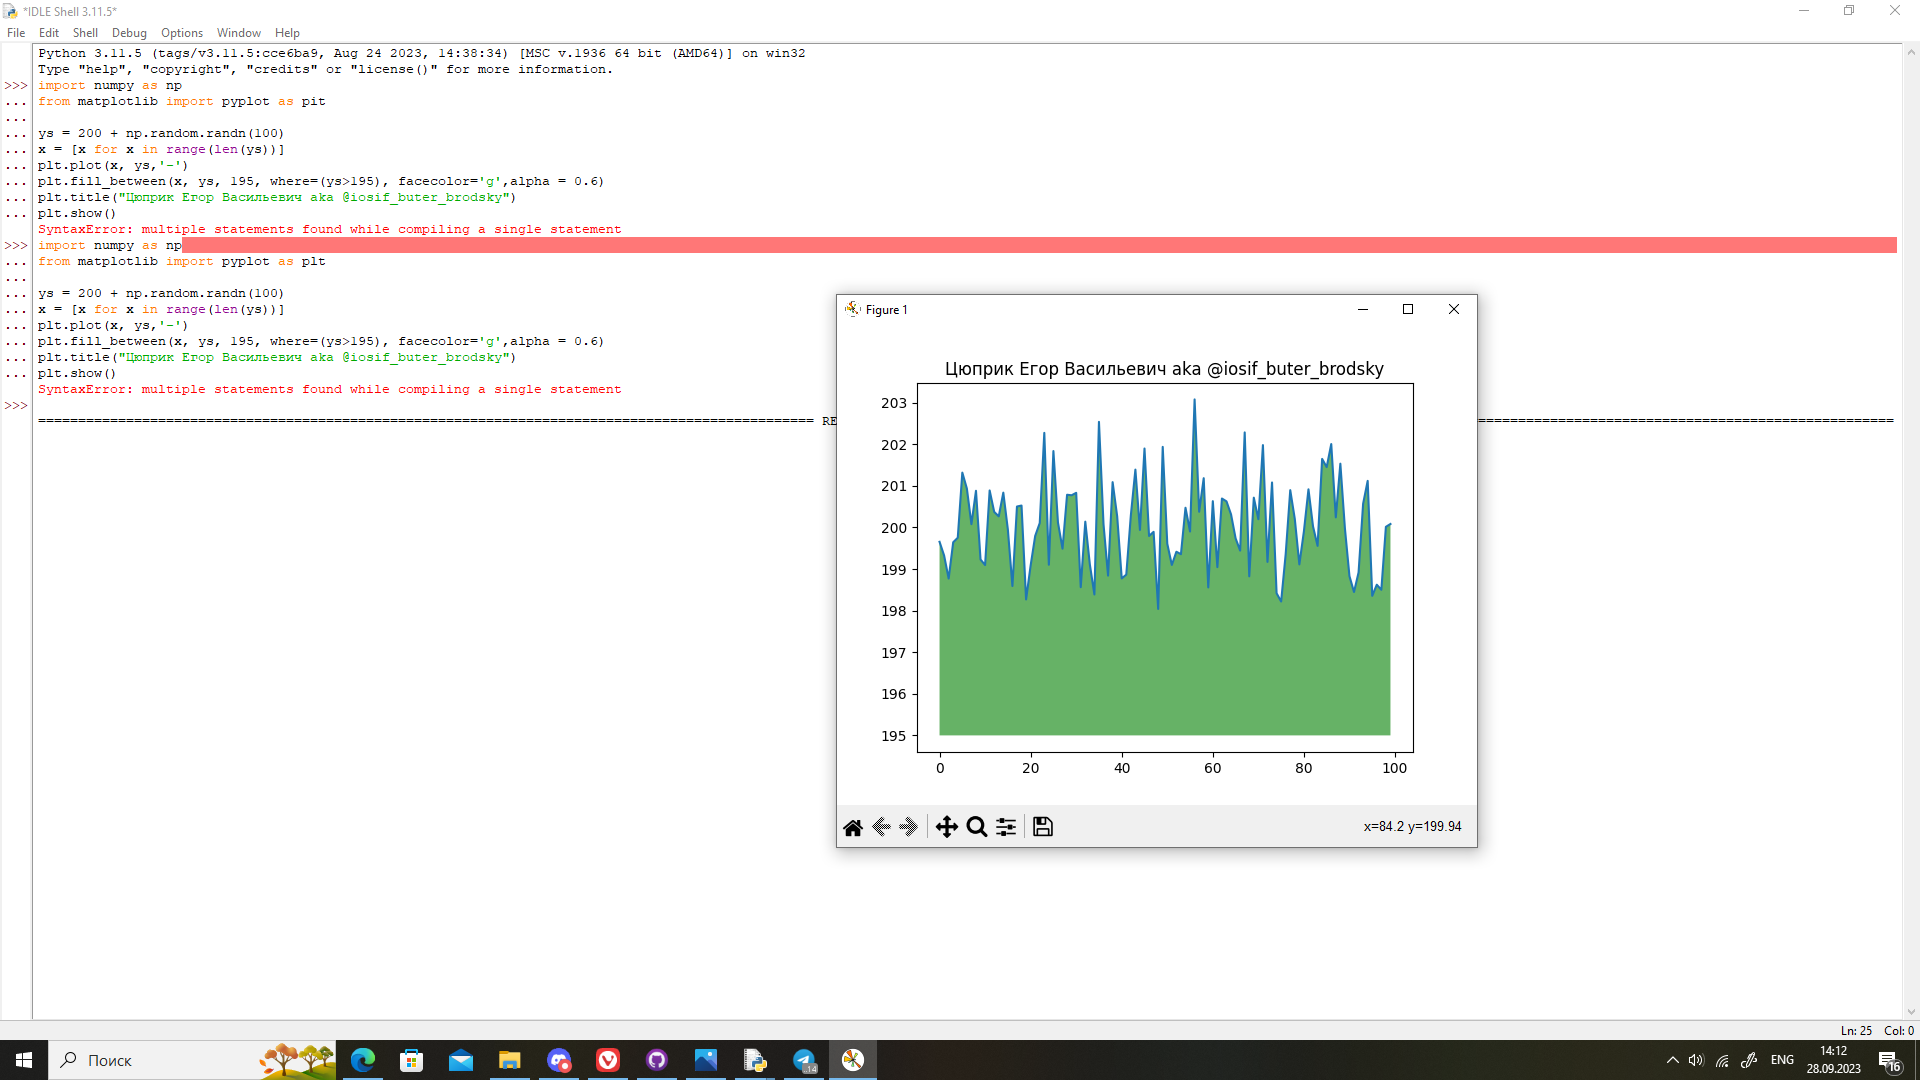 *IDLE Shell 3.11.5*
File Edit Shell Debug Options Window Help
Python 3.11.5 (tags/v3.11.5:cce6ba9, Aug 24 2023, 14:38:34) [MSC v.1936 64 bit (AMD64)] on win32
Type "help", "copyright", "credits" or "license()" for more information.
>>> import numpy as np
... from matplotlib import pyplot as pit
...
... ys = 200 + np.random.randn(100)
... x = [x for x in range(len(ys))]
... plt.plot(x, ys,'-')
... plt.fill_between(x, ys, 195, where=(ys>195), facecolor='g',alpha = 0.6)
... plt.title("Цюприк Егор Васильевич aka @iosif_buter_brodsky")
... plt.show()
SyntaxError: multiple statements found while compiling a single statement
>>> import numpy as np
... from matplotlib import pyplot as plt
...
... ys = 200 + np.random.randn(100)
... x = [x for x in range(len(ys))]
... plt.plot(x, ys,'-')
... plt.fill_between(x, ys, 195, where=(ys>195), facecolor='g',alpha = 0.6)
... plt.title("Цюприк Егор Васильевич aka @iosif_buter_brodsky")
... plt.show()
SyntaxError: multiple statements found while compiling a single statement
>>>
RE
Figure 1
Цюприк Егор Васильевич aka @iosif_buter_brodsky
203
202
201
200
199
198
197
196
195
0 20 40 60 80 100
x=84.2 y=199.94
Ln: 25 Col: 0
Поиск
14
ENG
14:12
28.09.2023
16